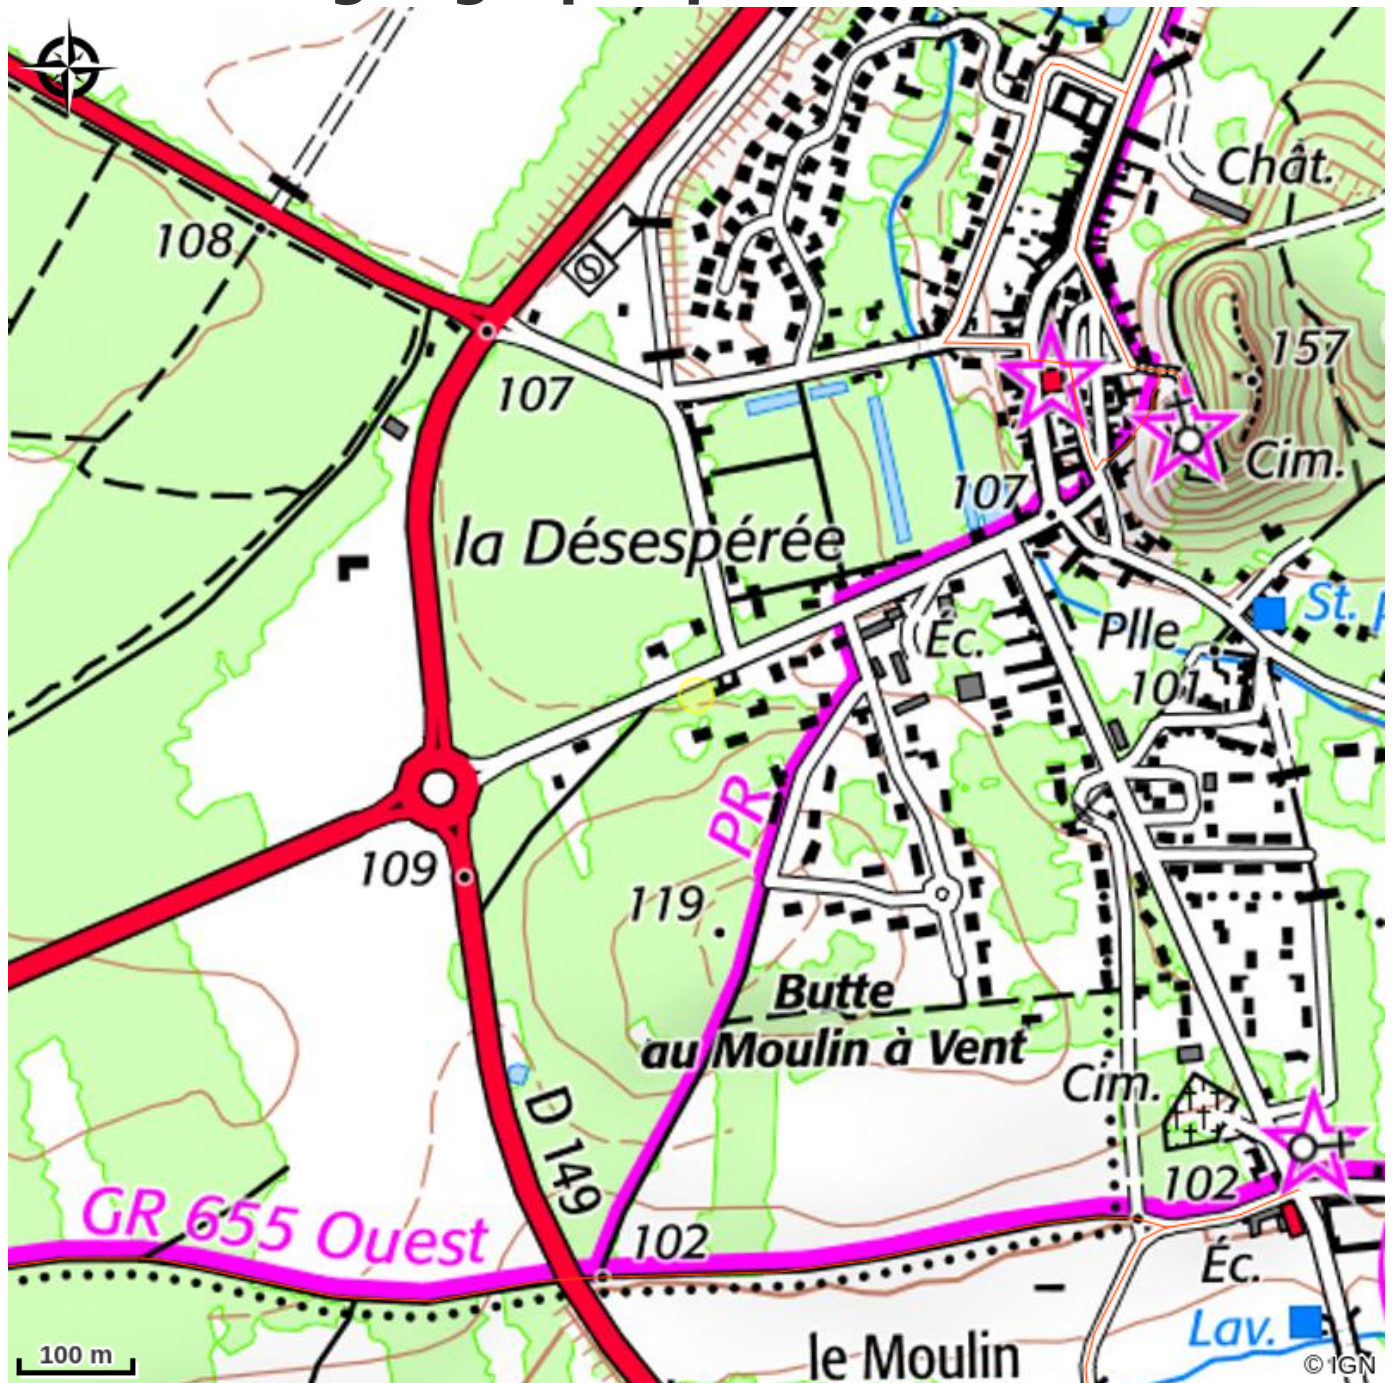 Chât.
108
157
107
Cim.
107
la Désespérée
St. p
Plle
Éc.
101
PR
109
119
Butte
au Moulin à Vent
Cim.
D 149
102
GR 655 Ouest
102
Éc.
Lav.
le Moulin
100 m
© IGN